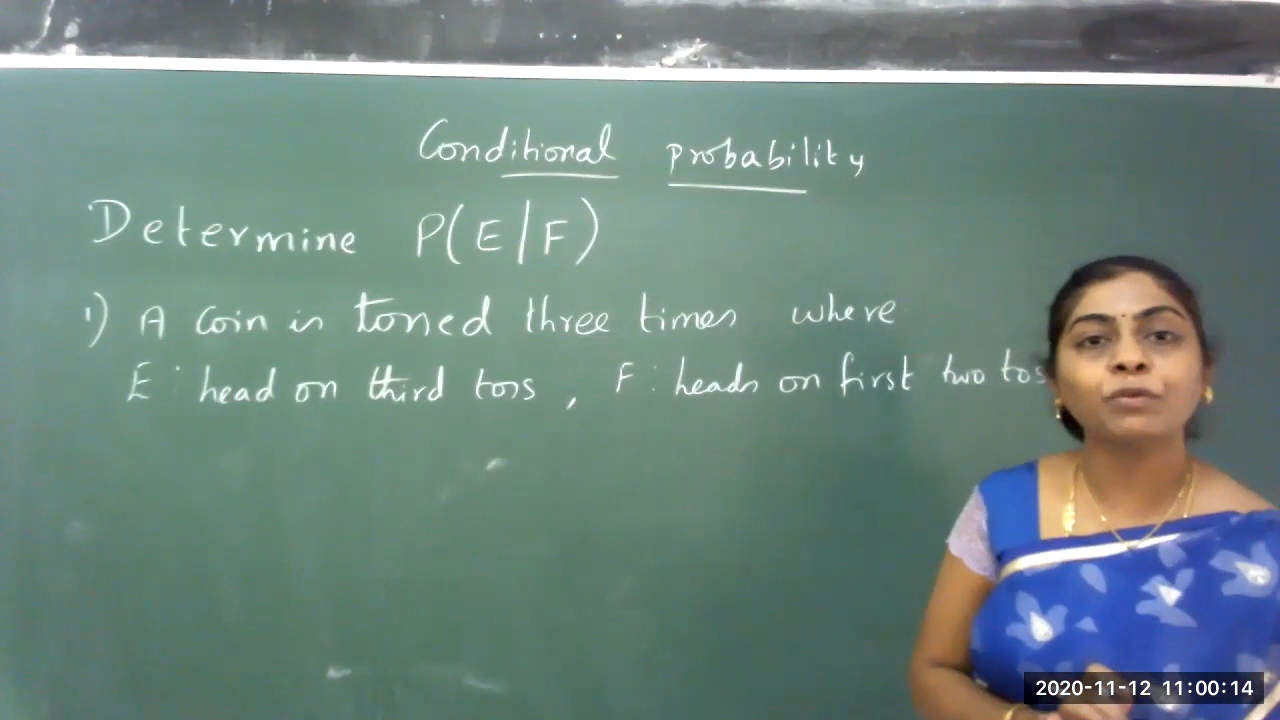 Conditional probability
Determine P(E/F)
1) A coin is tossed three times where
E : head on third toss , F : heads on first two tos
2020-11-12 11:00:14